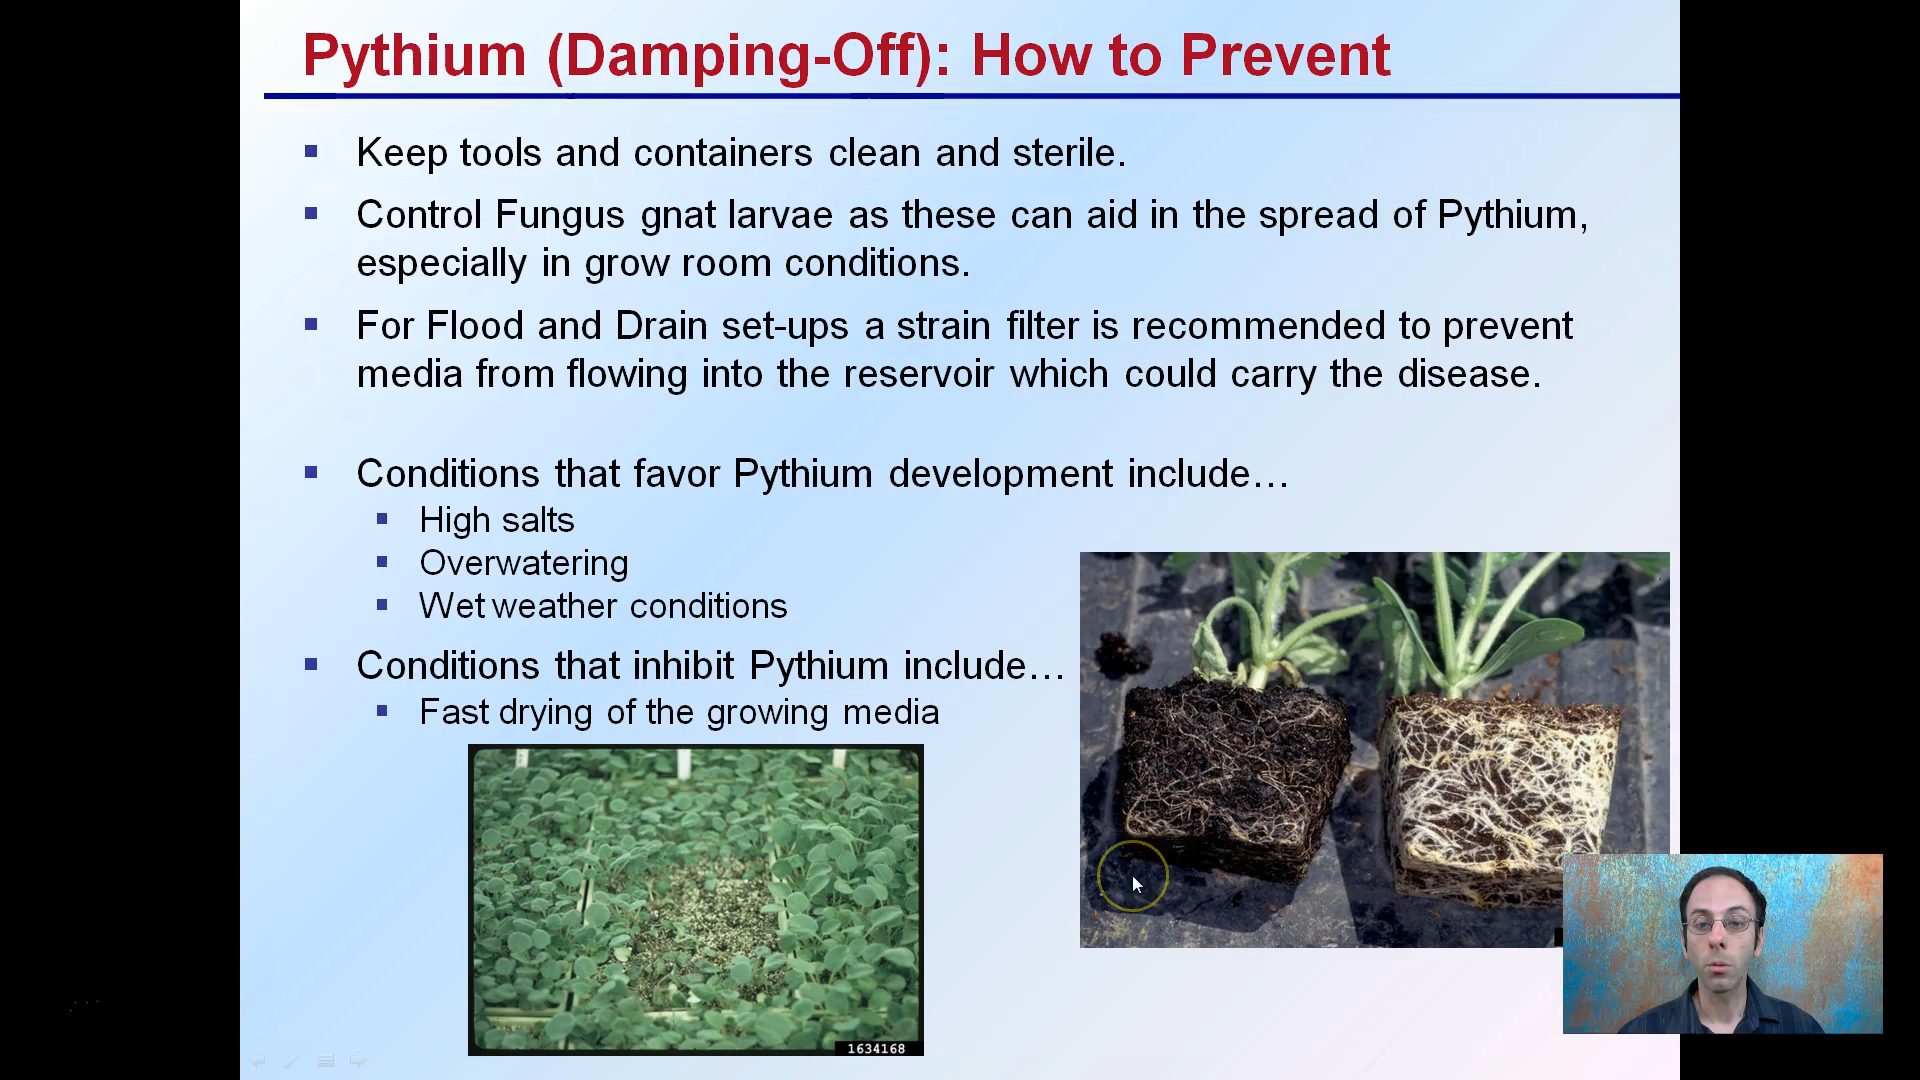 Pythium (Damping-Off): How to Prevent
Keep tools and containers clean and sterile.
Control Fungus gnat larvae as these can aid in the spread of Pythium,
especially in grow room conditions.
For Flood and Drain set-ups a strain filter is recommended to prevent
media from flowing into the reservoir which could carry the disease.
Conditions that favor Pythium development include…
High salts
Overwatering
Wet weather conditions
Conditions that inhibit Pythium include…
Fast drying of the growing media
1634168